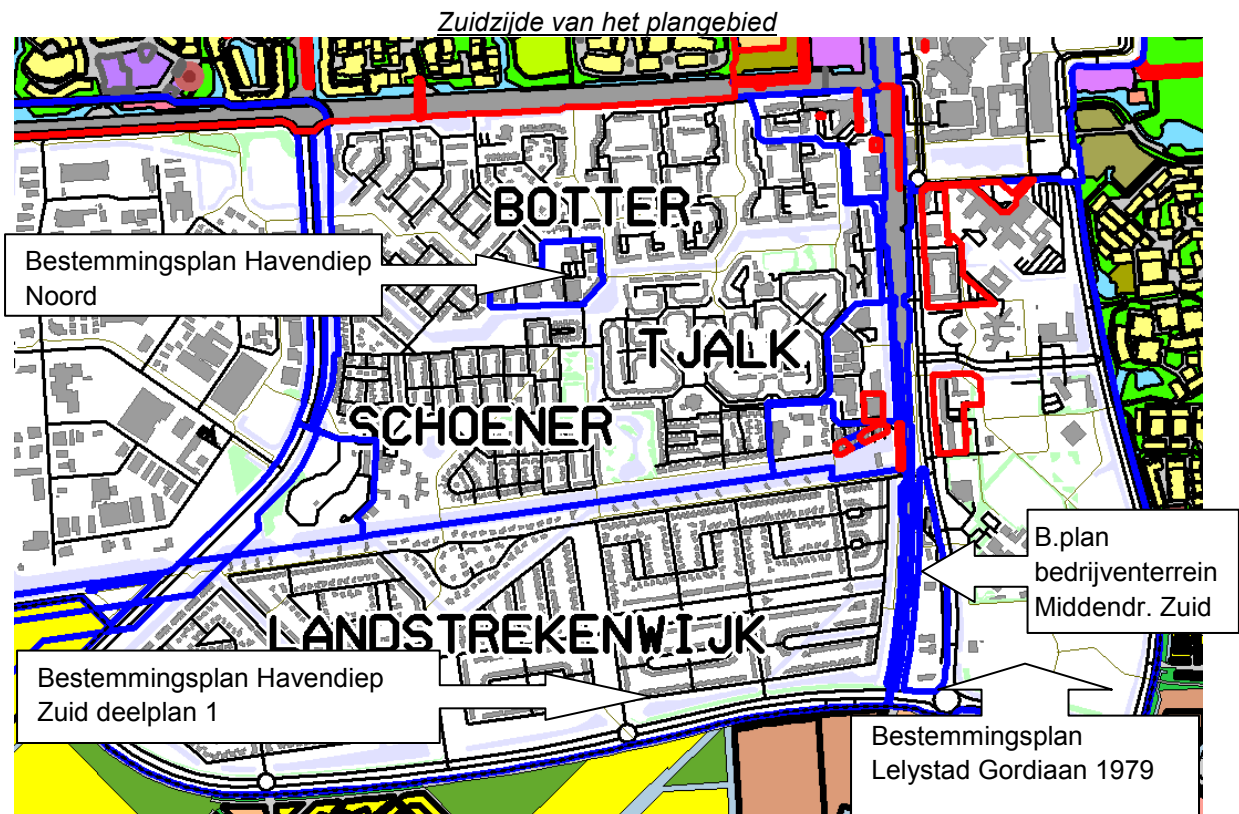 Zuidzijde van het plangebied
BOTTER
Bestemmingsplan Havendiep
Noord
TJALK
SCHOENER
B.plan
bedrijventerrein
Middendr. Zuid
LANDSTREKENWIJK
Bestemmingsplan Havendiep
Zuid deelplan 1
Bestemmingsplan
Lelystad Gordiaan 1979